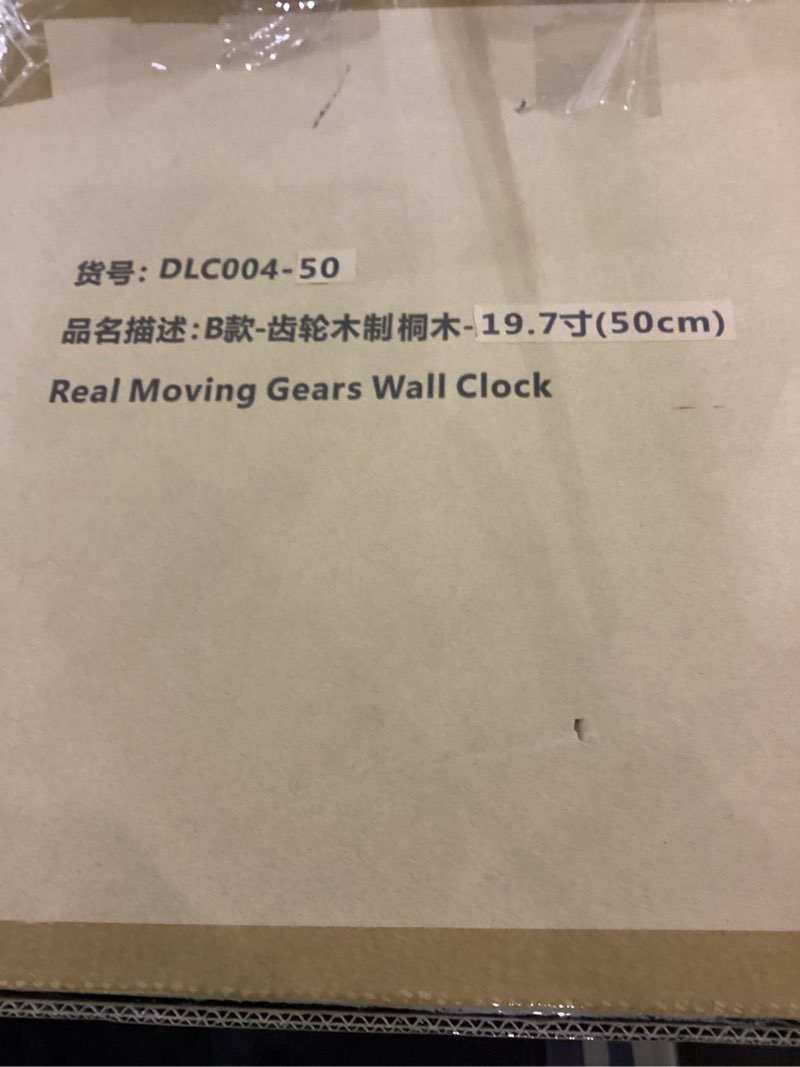 货号: DLC004-50
品名描述:B款-齿轮木制桐木-19.7寸(50cm)
Real Moving Gears Wall Clock